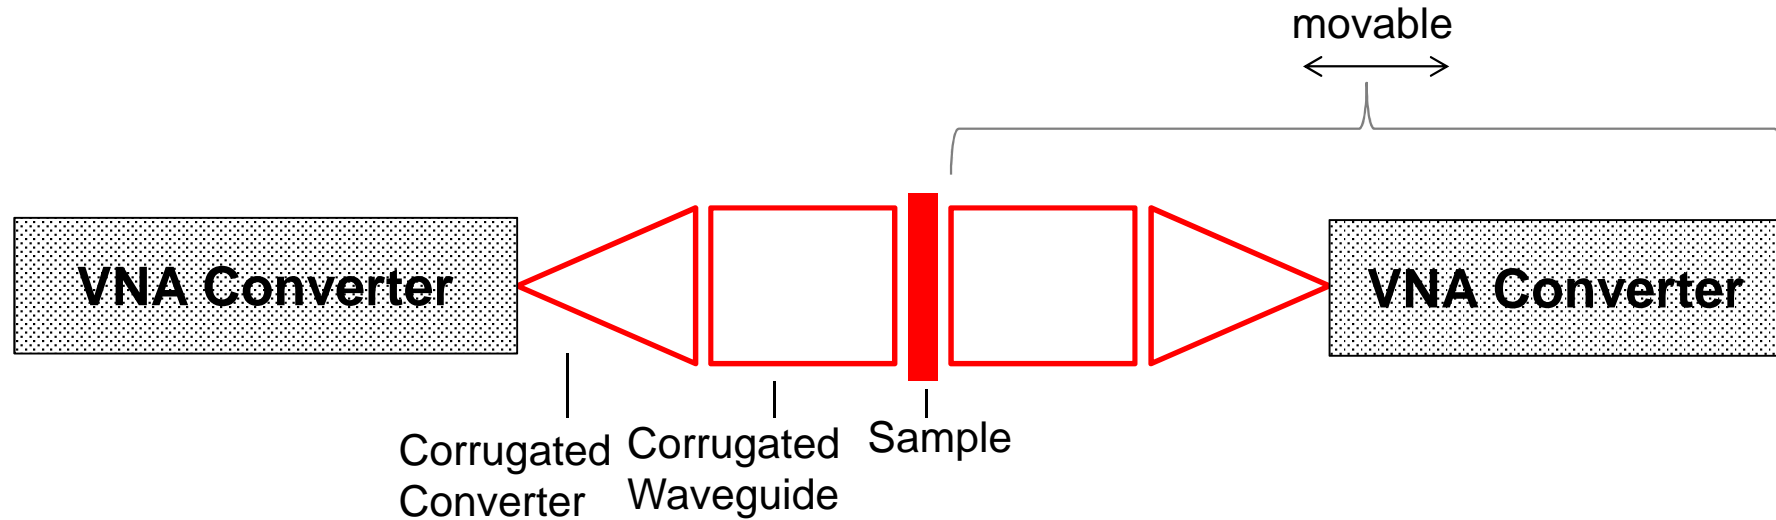 movable
VNA Converter
VNA Converter
Corrugated
Converter
Corrugated
Waveguide
Sample